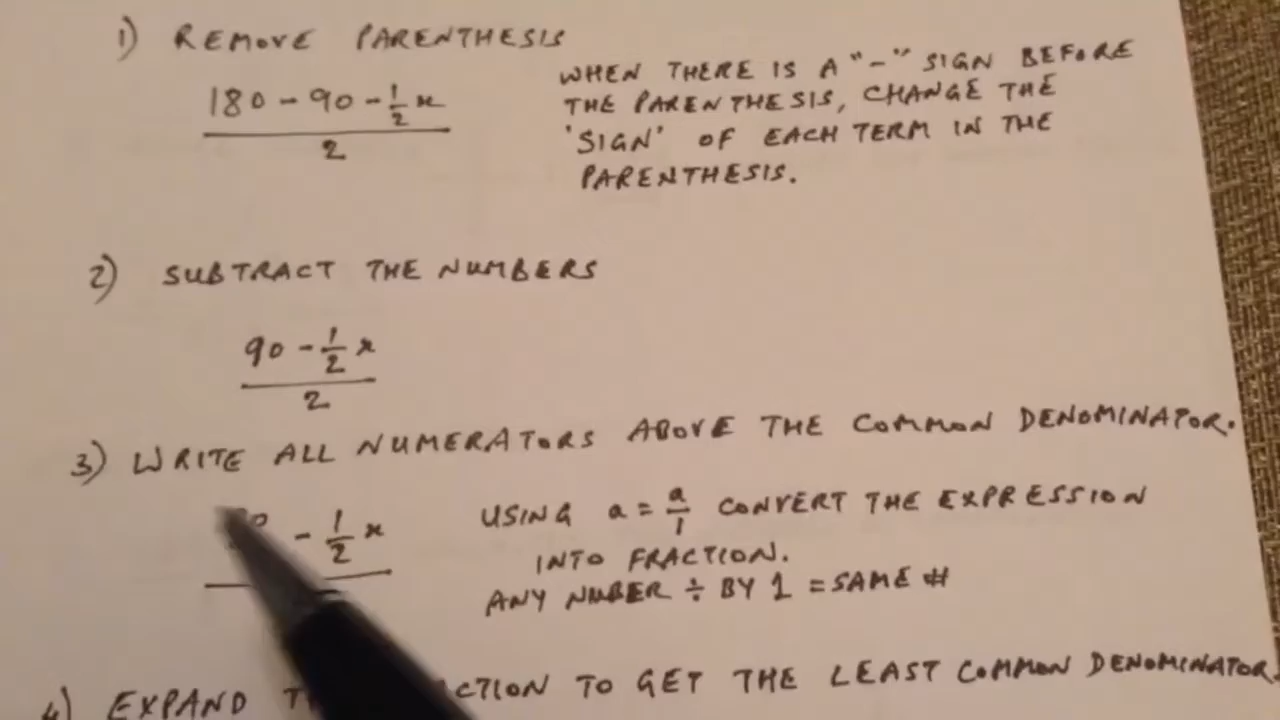 1) REMOVE PARENTHESIS
180 - 90 - 1/2 x
2
WHEN THERE IS A "-" SIGN BEFORE
THE PARENTHESIS, CHANGE THE
'SIGN' OF EACH TERM IN THE
PARENTHESIS.
2) SUBTRACT THE NUMBERS
90 - 1/2 x
2
3) WRITE ALL NUMERATORS ABOVE THE COMMON DENOMINATOR.
- 1/2 x
USING a = a/1 CONVERT THE EXPRESSION
INTO FRACTION.
ANY NUMBER ÷ BY 1 = SAME #
4) EXPAND TO GET THE LEAST COMMON DENOMINATOR.